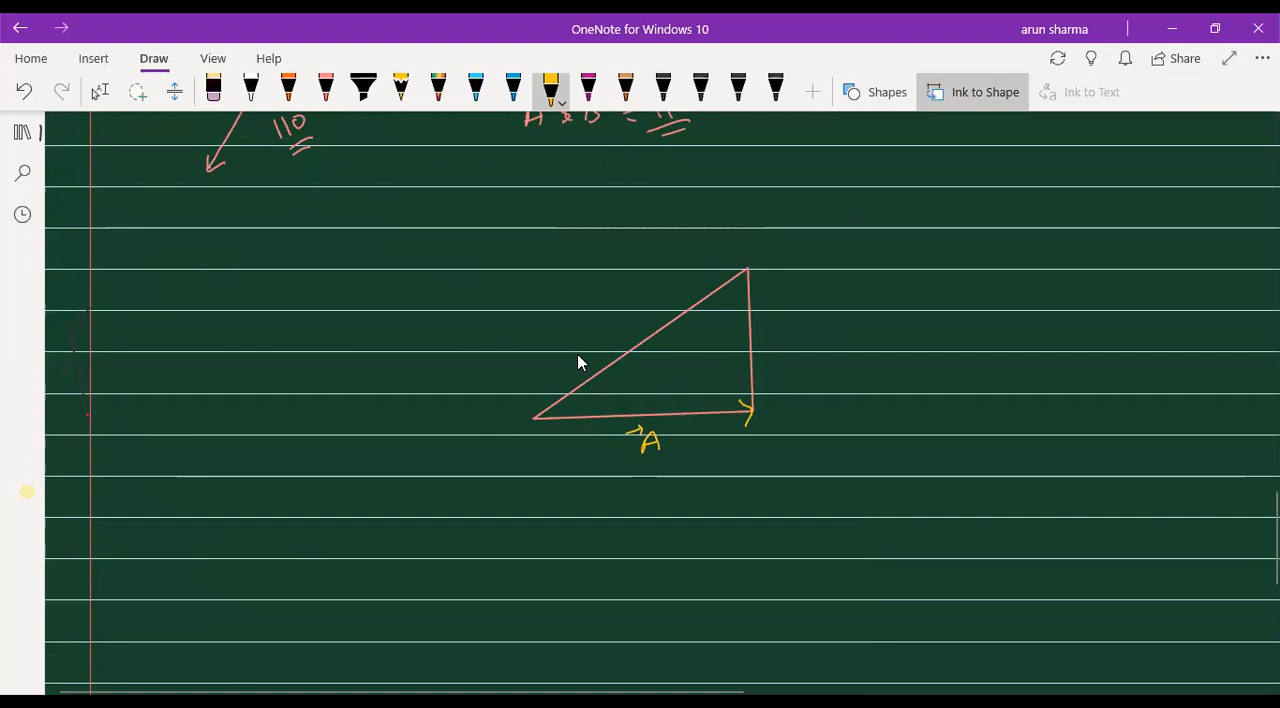 OneNote for Windows 10
arun sharma
Home Insert Draw View Help
Share
Shapes
Ink to Shape
Ink to Text
110
A